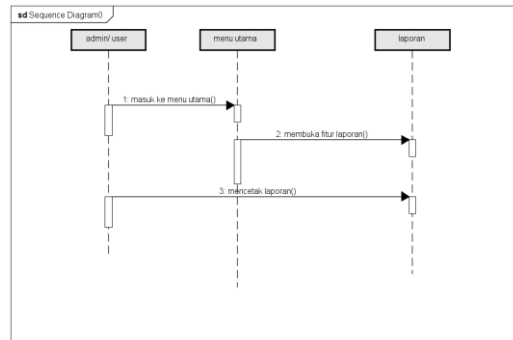 sd Sequence Diagram0
admin/ user
menu utama
laporan
1: masuk ke menu utama()
2: membuka fitur laporan()
3: mencetak laporan()